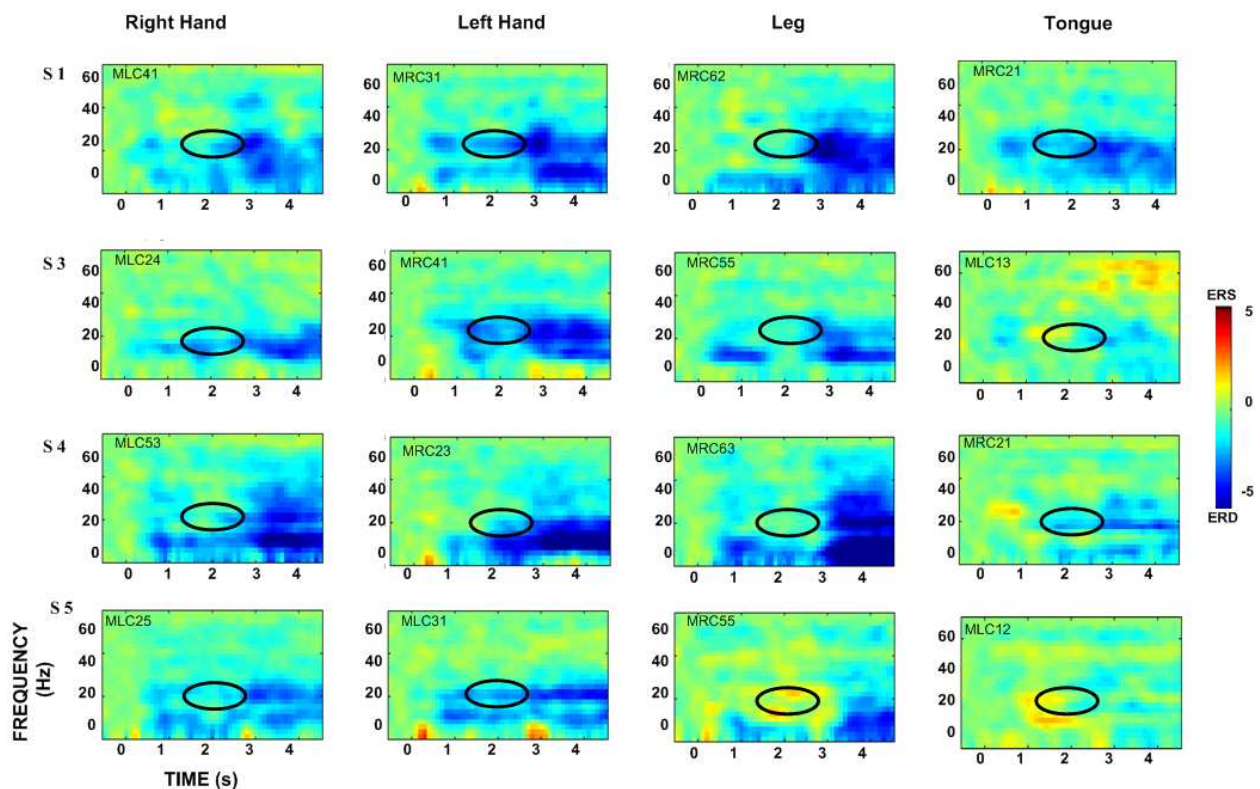 Right Hand Left Hand Leg Tongue
S 1
MLC41 MRC31 MRC62 MRC21
60 60 60 60
40 40 40 40
20 20 20 20
0 0 0 0
0 1 2 3 4 0 1 2 3 4 0 1 2 3 4 0 1 2 3 4
S 3
MLC24 MRC41 MRC55 MLC13
60 60 60 60
40 40 40 40
20 20 20 20
0 0 0 0
0 1 2 3 4 0 1 2 3 4 0 1 2 3 4 0 1 2 3 4
ERS
5
0
-5
ERD
S 4
MLC53 MRC23 MRC63 MRC21
60 60 60 60
40 40 40 40
20 20 20 20
0 0 0 0
0 1 2 3 4 0 1 2 3 4 0 1 2 3 4 0 1 2 3 4
S 5
MLC25 MLC31 MRC55 MLC12
60 60 60 60
40 40 40 40
20 20 20 20
0 0 0 0
0 1 2 3 4 0 1 2 3 4 0 1 2 3 4 0 1 2 3 4
FREQUENCY
(Hz)
TIME (s)